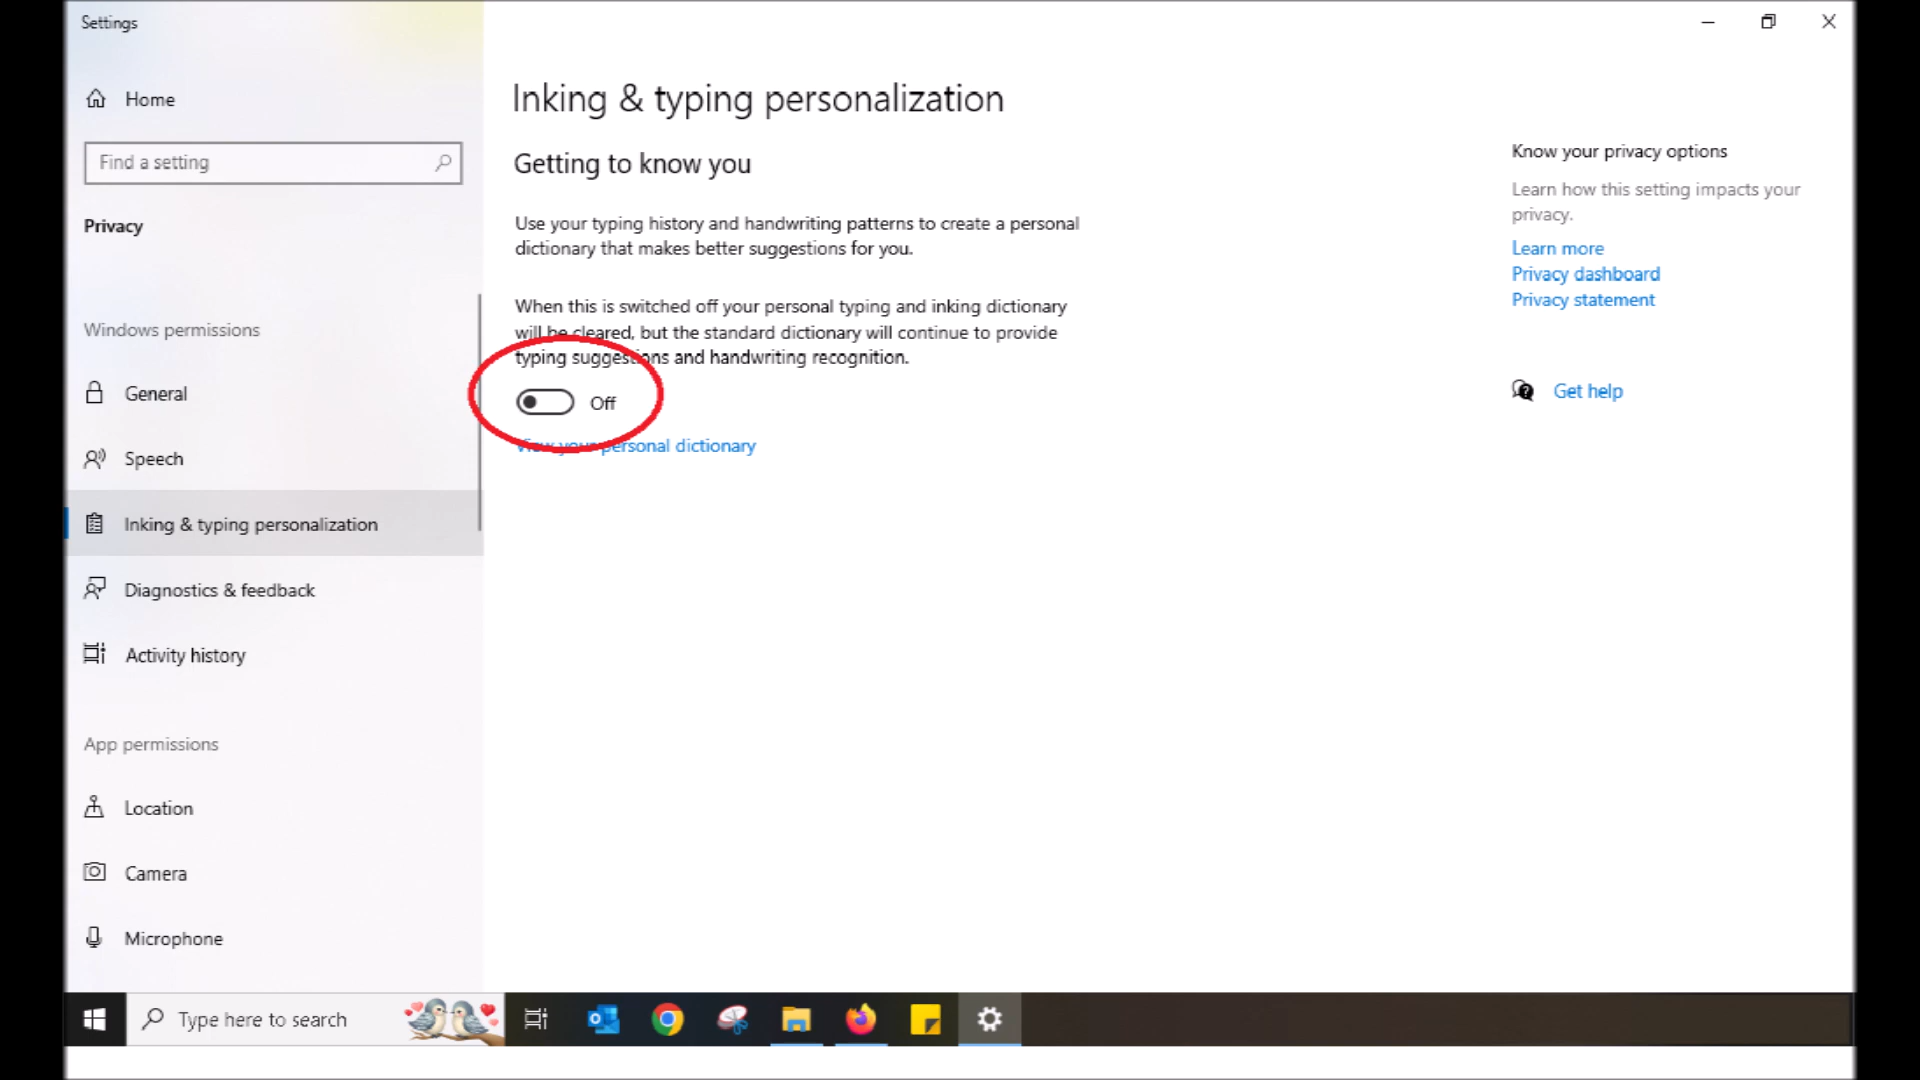 Settings
Home
Find a setting
Privacy
Windows permissions
General
Speech
Inking & typing personalization
Diagnostics & feedback
Activity history
App permissions
Location
Camera
Microphone
Inking & typing personalization
Getting to know you
Use your typing history and handwriting patterns to create a personal
dictionary that makes better suggestions for you.
When this is switched off your personal typing and inking dictionary
will be cleared, but the standard dictionary will continue to provide
typing suggestions and handwriting recognition.
Off
View your personal dictionary
Know your privacy options
Learn how this setting impacts your
privacy.
Learn more
Privacy dashboard
Privacy statement
Get help
Type here to search